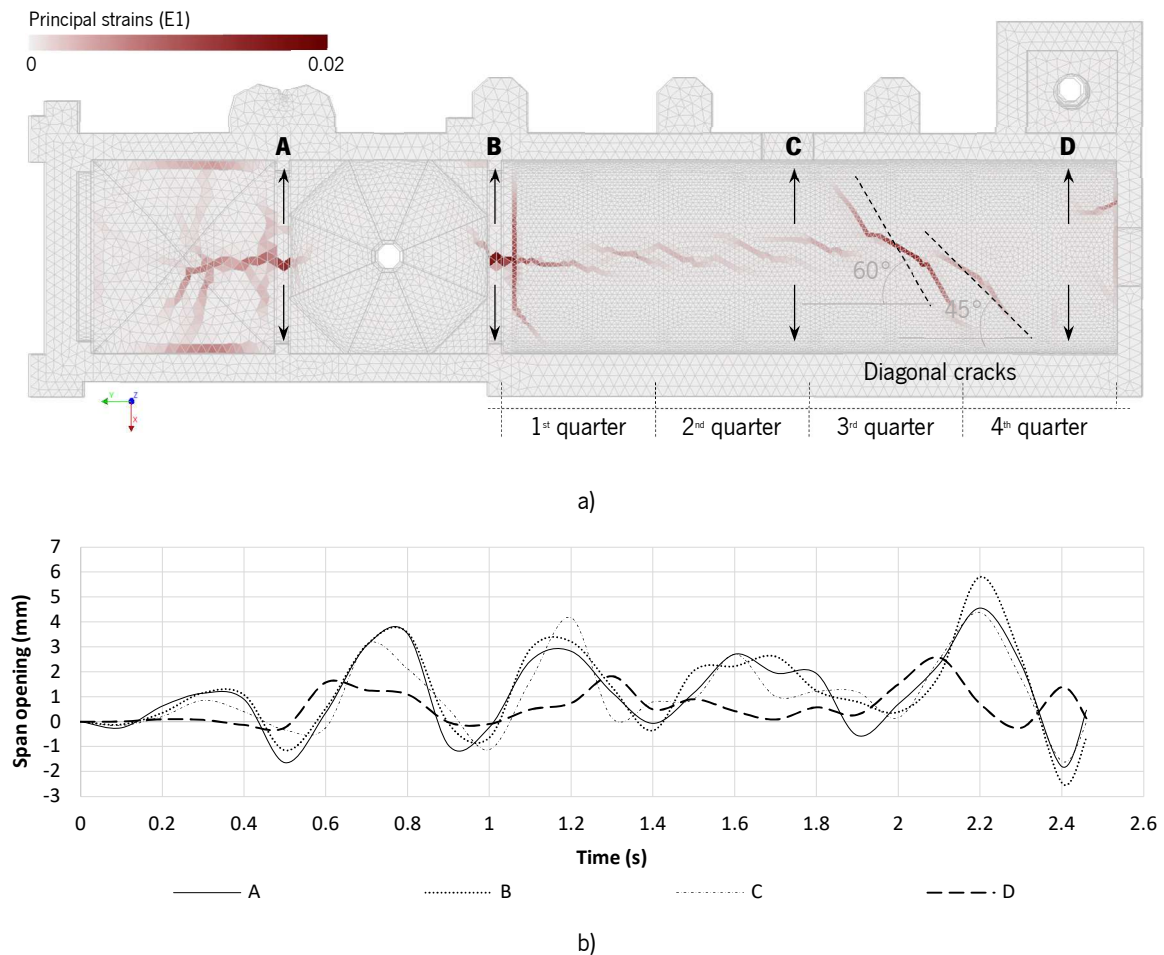 Principal strains (E1)
0 0.02
A B C D
60°
45°
y z
x
Diagonal cracks
1st quarter 2nd quarter 3rd quarter 4th quarter
a)
7
6
5
4
3
2
1
0
-1
-2
-3
Span opening (mm)
0 0.2 0.4 0.6 0.8 1 1.2 1.4 1.6 1.8 2 2.2 2.4 2.6
Time (s)
A B C D
b)